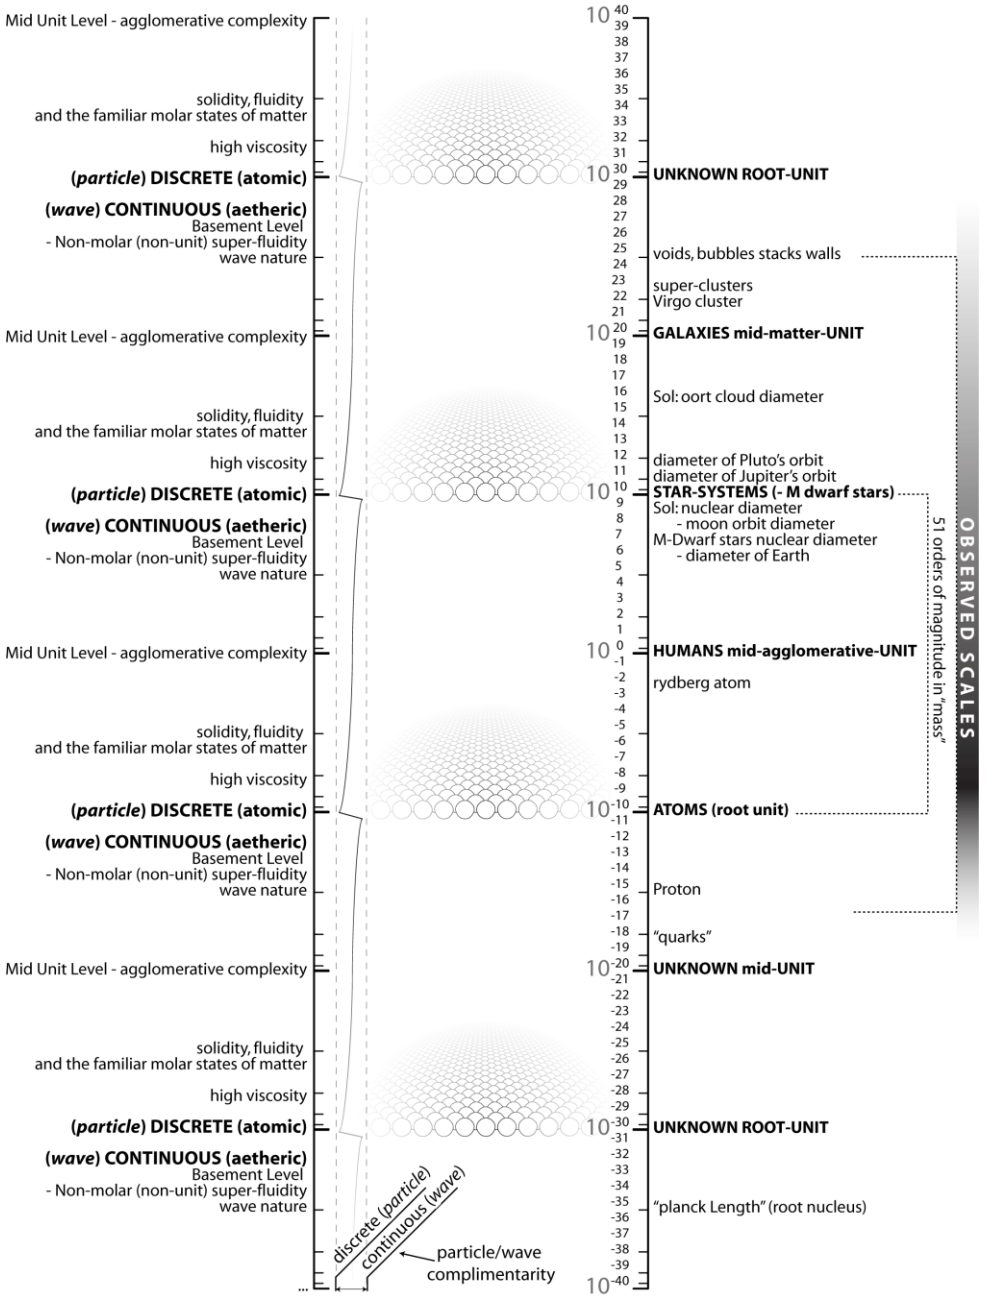 Mid Unit Level - agglomerative complexity
solidity, fluidity
and the familiar molar states of matter
high viscosity
(particle) DISCRETE (atomic)
(wave) CONTINUOUS (aetheric)
Basement Level
- Non-molar (non-unit) super-fluidity
wave nature
Mid Unit Level - agglomerative complexity
solidity, fluidity
and the familiar molar states of matter
high viscosity
(particle) DISCRETE (atomic)
(wave) CONTINUOUS (aetheric)
Basement Level
- Non-molar (non-unit) super-fluidity
wave nature
Mid Unit Level - agglomerative complexity
solidity, fluidity
and the familiar molar states of matter
high viscosity
(particle) DISCRETE (atomic)
(wave) CONTINUOUS (aetheric)
Basement Level
- Non-molar (non-unit) super-fluidity
wave nature
Mid Unit Level - agglomerative complexity
solidity, fluidity
and the familiar molar states of matter
high viscosity
(particle) DISCRETE (atomic)
(wave) CONTINUOUS (aetheric)
Basement Level
- Non-molar (non-unit) super-fluidity
wave nature
...
discrete (particle)
continuous (wave)
particle/wave
complimentarity
10 40
39
38
37
36
35
34
33
32
31
10 30
29
28
27
26
25
24
23
22
21
10 20
19
18
17
16
15
14
13
12
11
10 10
9
8
7
6
5
4
3
2
1
10 0
-1
-2
-3
-4
-5
-6
-7
-8
-9
10 -10
-11
-12
-13
-14
-15
-16
-17
-18
-19
10 -20
-21
-22
-23
-24
-25
-26
-27
-28
-29
10 -30
-31
-32
-33
-34
-35
-36
-37
-38
-39
10 -40
UNKNOWN ROOT-UNIT
voids, bubbles stacks walls
super-clusters
Virgo cluster
GALAXIES mid-matter-UNIT
Sol: oort cloud diameter
diameter of Pluto's orbit
diameter of Jupiter's orbit
STAR-SYSTEMS (- M dwarf stars)
Sol: nuclear diameter
- moon orbit diameter
M-Dwarf stars nuclear diameter
- diameter of Earth
HUMANS mid-agglomerative-UNIT
rydberg atom
ATOMS (root unit)
Proton
“quarks”
UNKNOWN mid-UNIT
UNKNOWN ROOT-UNIT
“planck Length” (root nucleus)
51 orders of magnitude in “mass”
OBSERVED SCALES